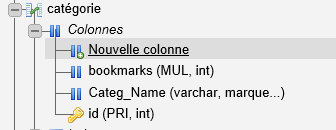 catégorie
Colonnes
Nouvelle colonne
bookmarks (MUL, int)
Categ_Name (varchar, marque...)
id (PRI, int)